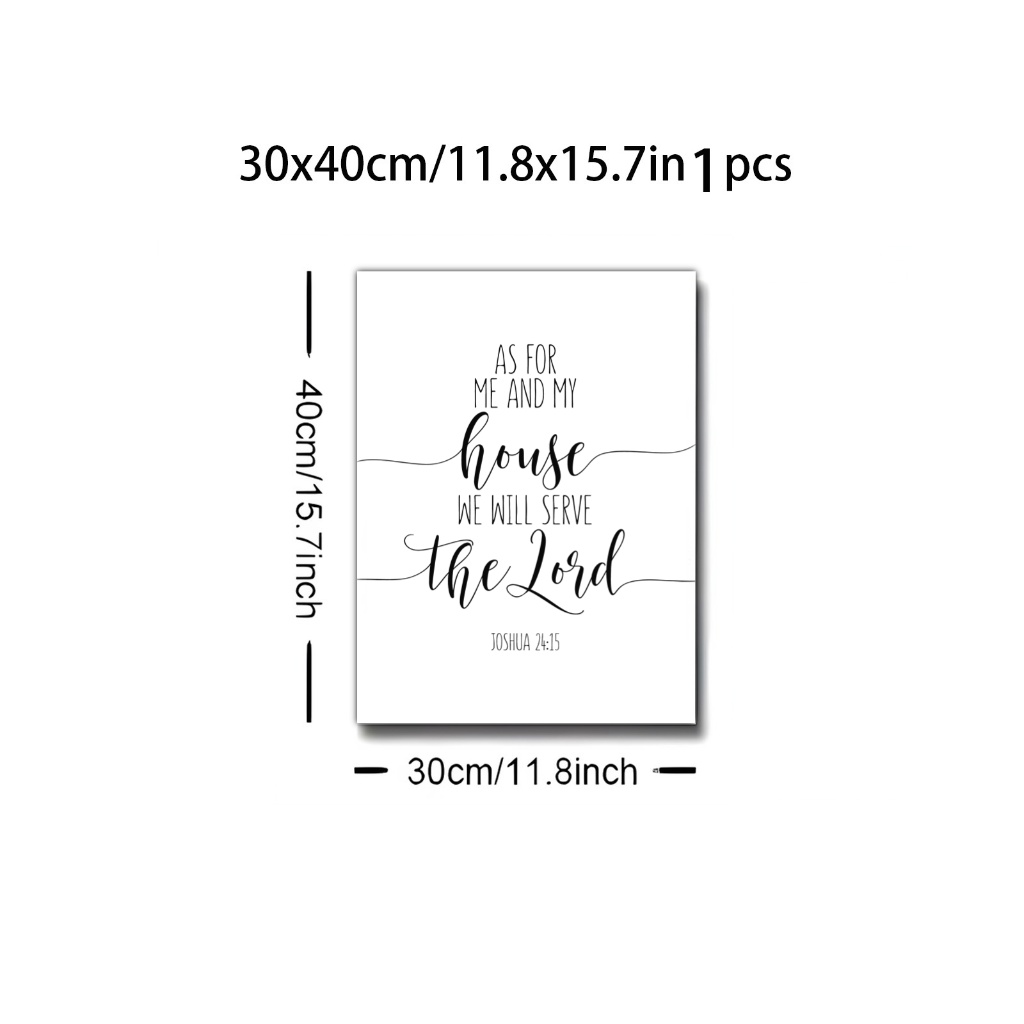 30x40cm/11.8x15.7in1pcs
40cm/15.7inch
AS FOR
ME AND MY
house
WE WILL SERVE
the Lord
JOSHUA 24:15
30cm/11.8inch